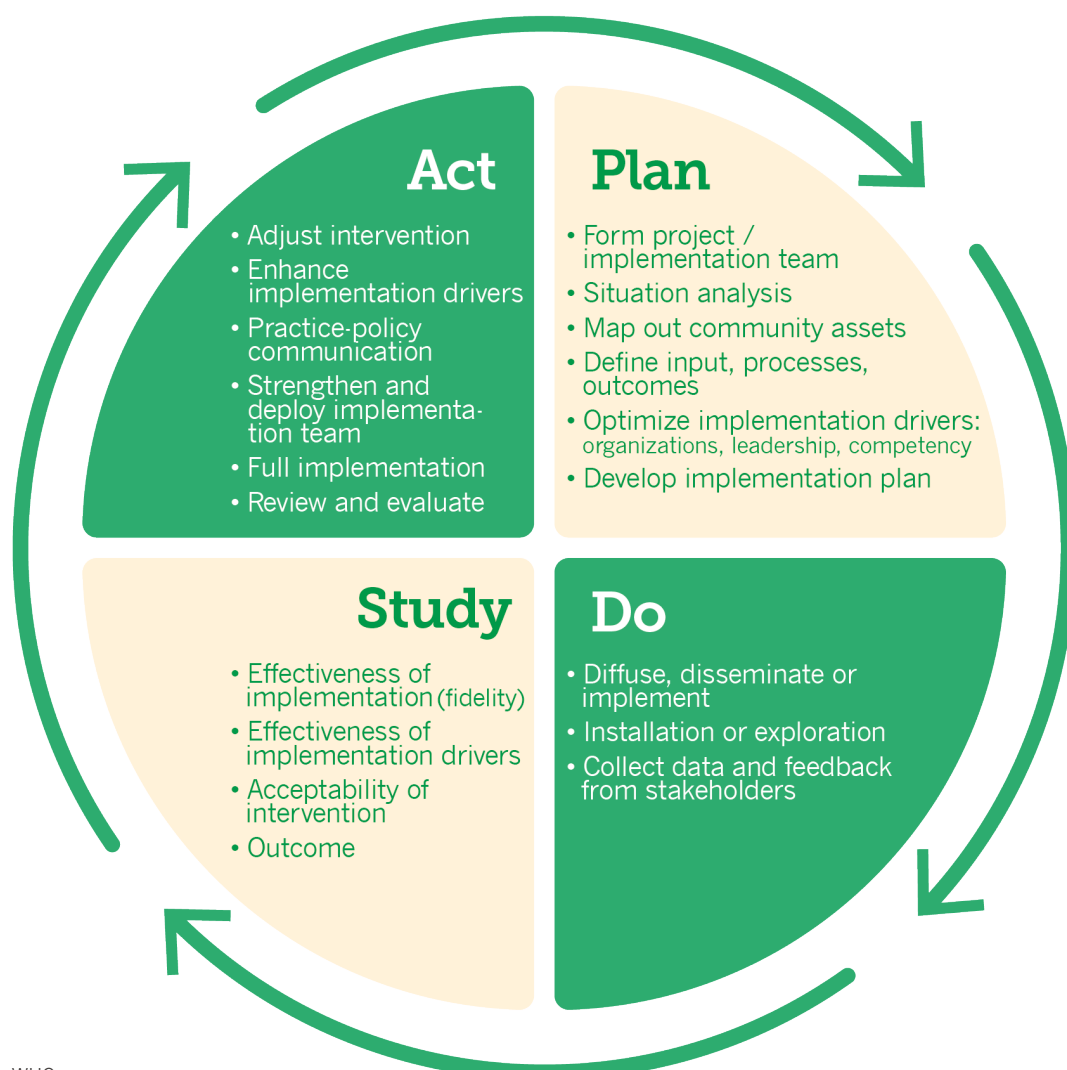 Act
• Adjust intervention
• Enhance
implementation drivers
• Practice-policy
communication
• Strengthen and
deploy implementa-
tion team
• Full implementation
• Review and evaluate
Plan
• Form project /
implementation team
• Situation analysis
• Map out community assets
• Define input, processes,
outcomes
• Optimize implementation drivers:
organizations, leadership, competency
• Develop implementation plan
Study
• Effectiveness of
implementation (fidelity)
• Effectiveness of
implementation drivers
• Acceptability of
intervention
• Outcome
Do
• Diffuse, disseminate or
implement
• Installation or exploration
• Collect data and feedback
from stakeholders